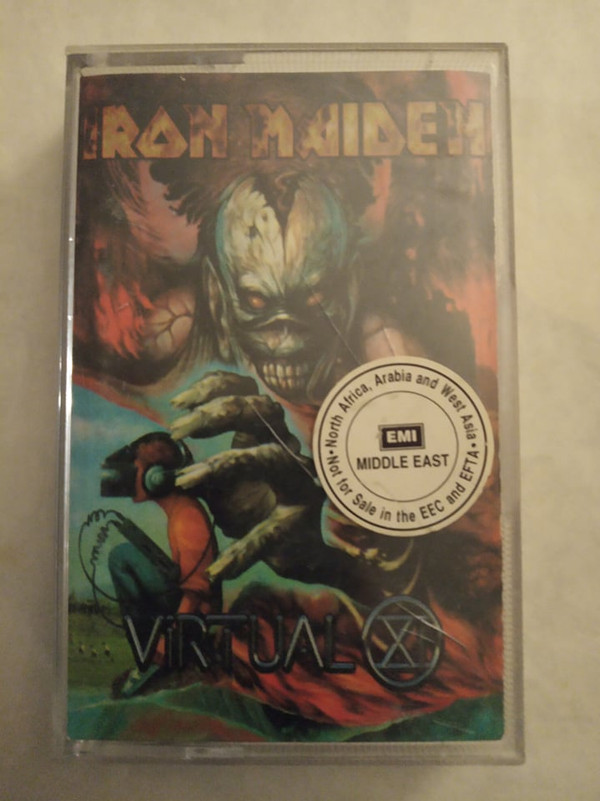 IRON MAIDEN
• North Africa, Arabia and West Asia •
EMI
MIDDLE EAST
Not for Sale in the EEC and EFTA
VIRTUAL XI